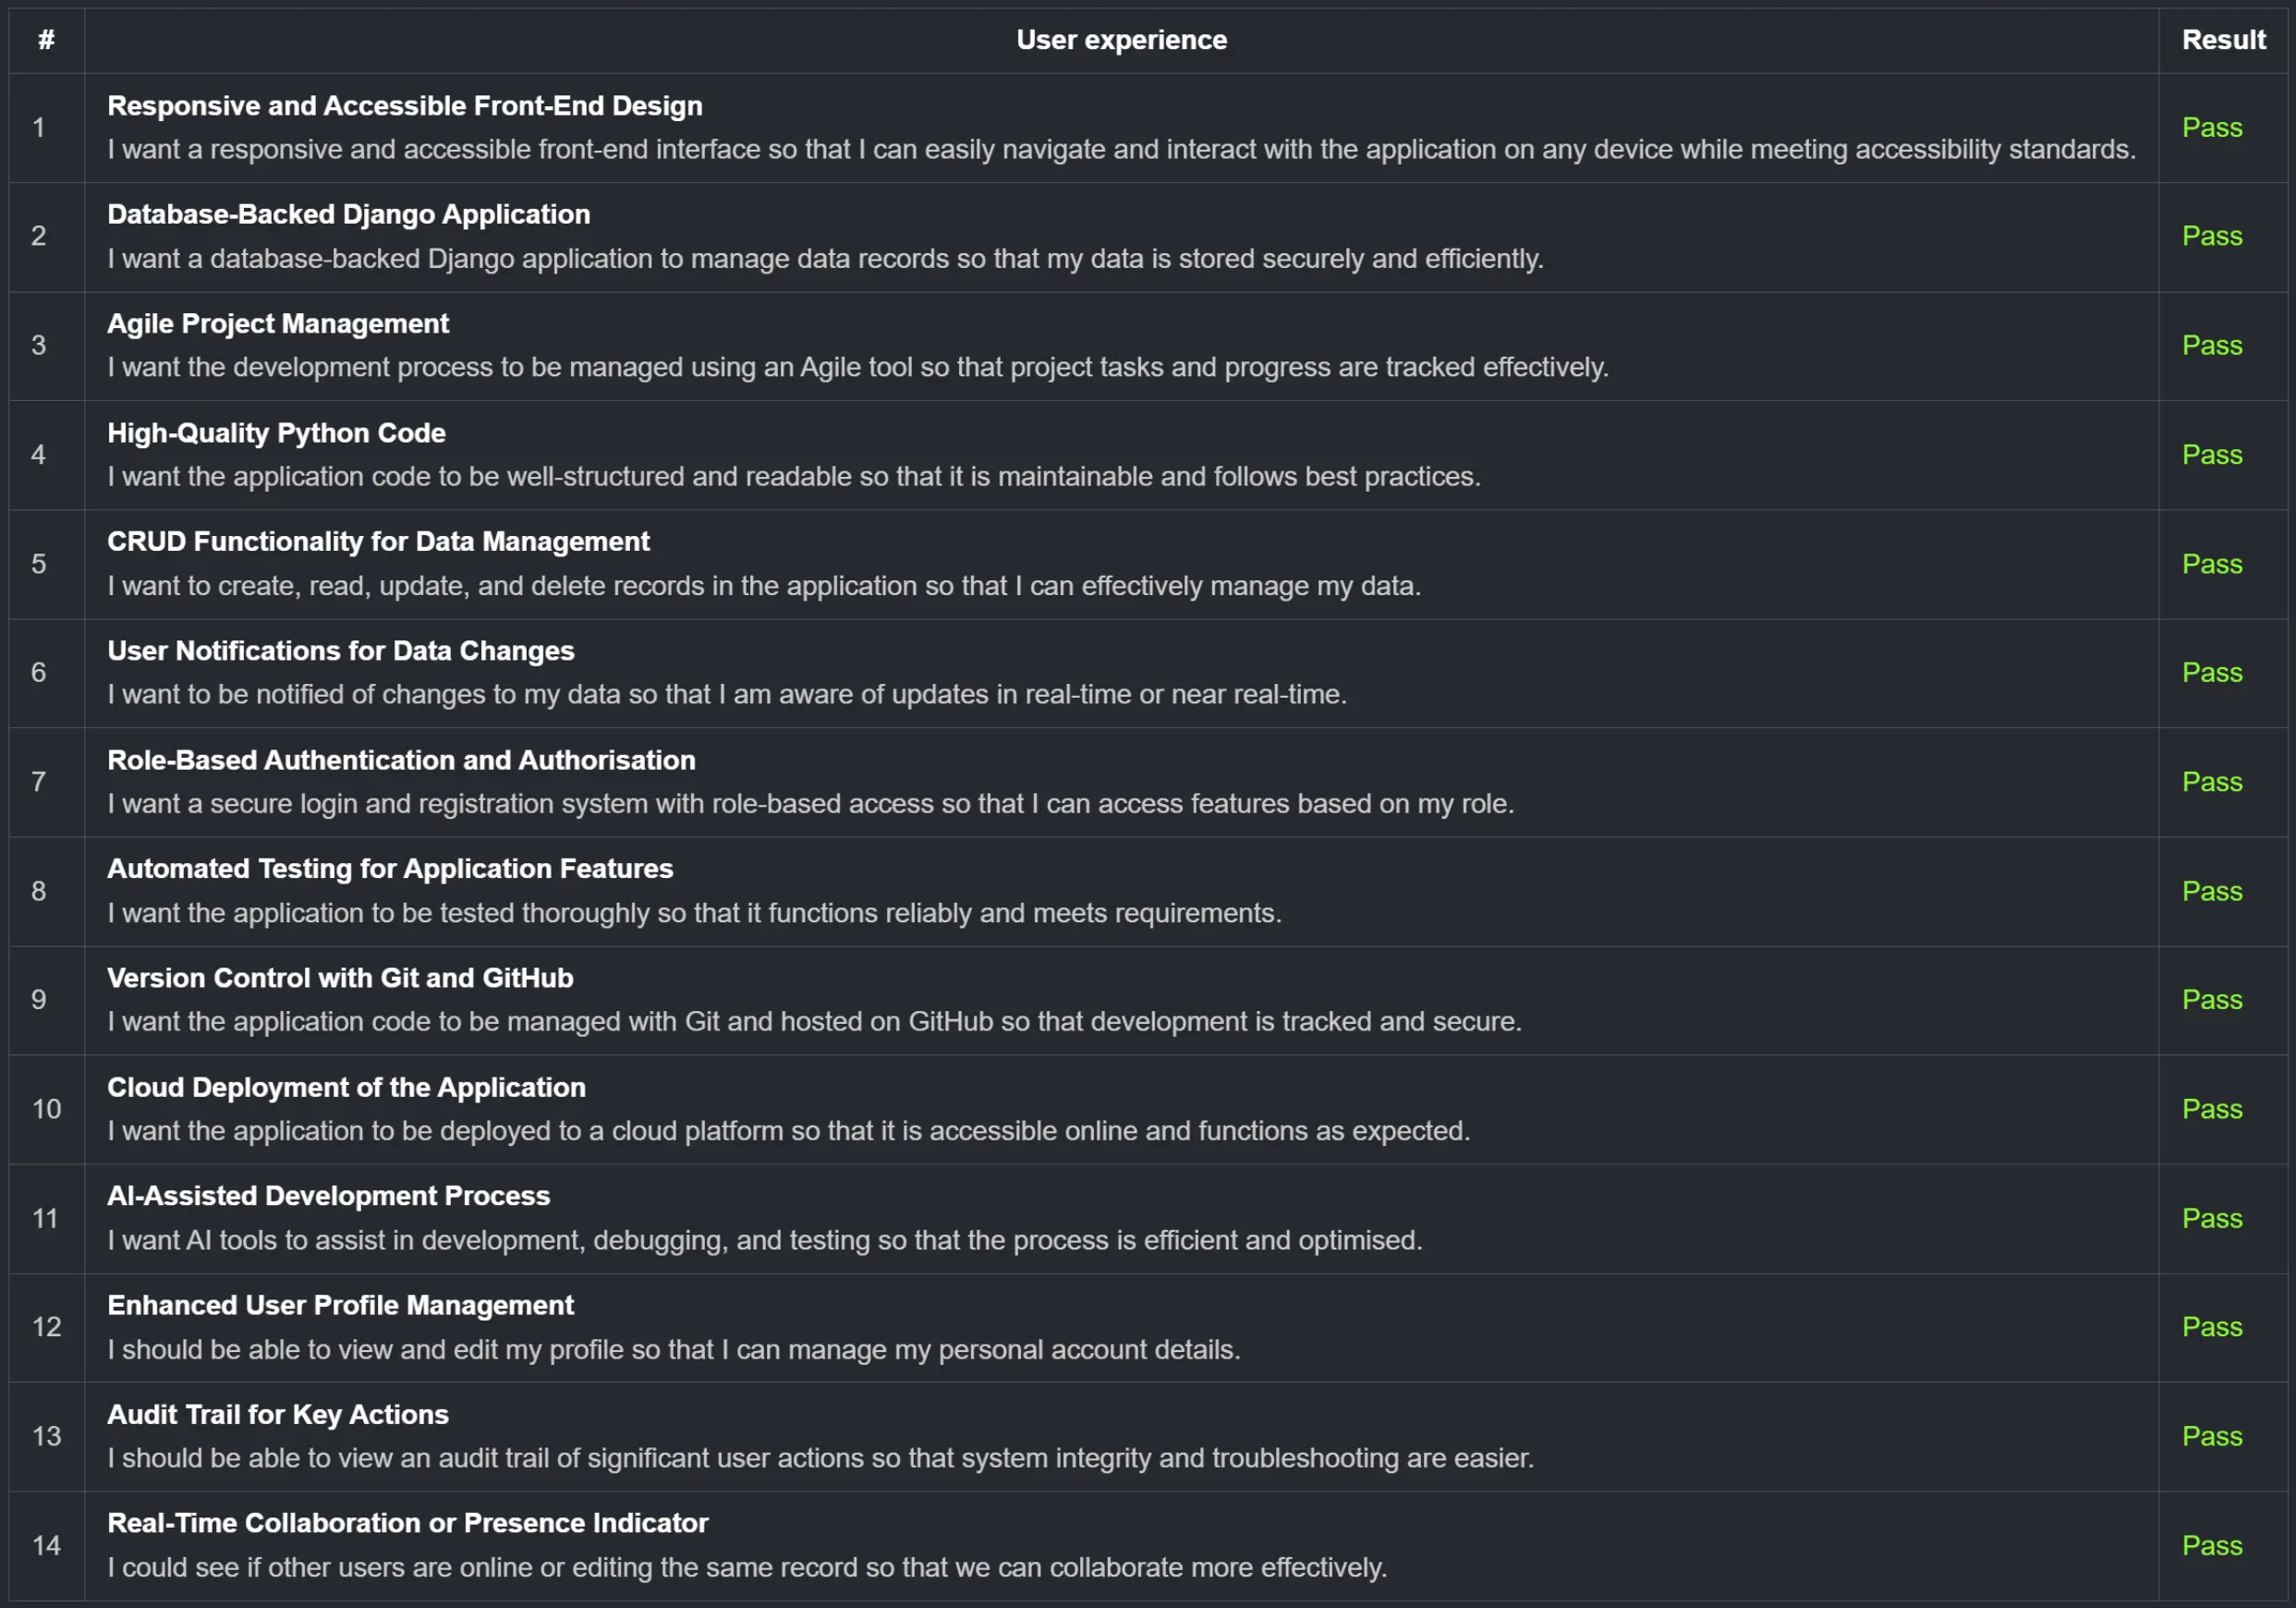 # User experience Result
1 Responsive and Accessible Front-End Design Pass
I want a responsive and accessible front-end interface so that I can easily navigate and interact with the application on any device while meeting accessibility standards.
2 Database-Backed Django Application Pass
I want a database-backed Django application to manage data records so that my data is stored securely and efficiently.
3 Agile Project Management Pass
I want the development process to be managed using an Agile tool so that project tasks and progress are tracked effectively.
4 High-Quality Python Code Pass
I want the application code to be well-structured and readable so that it is maintainable and follows best practices.
5 CRUD Functionality for Data Management Pass
I want to create, read, update, and delete records in the application so that I can effectively manage my data.
6 User Notifications for Data Changes Pass
I want to be notified of changes to my data so that I am aware of updates in real-time or near real-time.
7 Role-Based Authentication and Authorisation Pass
I want a secure login and registration system with role-based access so that I can access features based on my role.
8 Automated Testing for Application Features Pass
I want the application to be tested thoroughly so that it functions reliably and meets requirements.
9 Version Control with Git and GitHub Pass
I want the application code to be managed with Git and hosted on GitHub so that development is tracked and secure.
10 Cloud Deployment of the Application Pass
I want the application to be deployed to a cloud platform so that it is accessible online and functions as expected.
11 AI-Assisted Development Process Pass
I want AI tools to assist in development, debugging, and testing so that the process is efficient and optimised.
12 Enhanced User Profile Management Pass
I should be able to view and edit my profile so that I can manage my personal account details.
13 Audit Trail for Key Actions Pass
I should be able to view an audit trail of significant user actions so that system integrity and troubleshooting are easier.
14 Real-Time Collaboration or Presence Indicator Pass
I could see if other users are online or editing the same record so that we can collaborate more effectively.